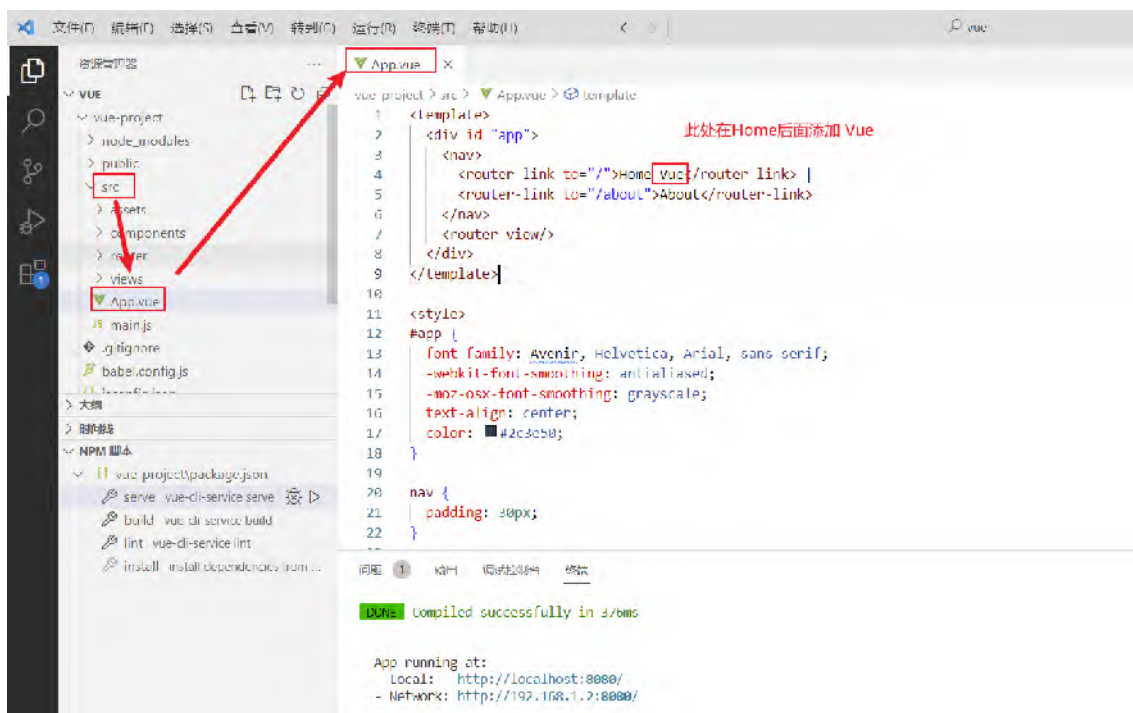 文件(F) 编辑(E) 选择(S) 查看(V) 转到(G) 运行(R) 终端(T) 帮助(H) vue
资源管理器 ···
VUE
vue-project
node_modules
public
src
assets
components
router
views
App.vue
JS main.js
.gitignore
babel.config.js
jsconfig.json
大纲
时间线
NPM 脚本
vue-project\package.json
serve vue-cli-service serve
build vue-cli-service build
lint vue-cli-service lint
install install dependencies from ...
App.vue ×
vue-project > src > App.vue > template
此处在Home后面添加 Vue
1 <template>
2 <div id="app">
3 <nav>
4 <router-link to="/">Home Vue</router-link> |
5 <router-link to="/about">About</router-link>
6 </nav>
7 <router-view/>
8 </div>
9 </template>
10
11 <style>
12 #app {
13 font-family: Avenir, Helvetica, Arial, sans-serif;
14 -webkit-font-smoothing: antialiased;
15 -moz-osx-font-smoothing: grayscale;
16 text-align: center;
17 color: #2c3e50;
18 }
19
20 nav {
21 padding: 30px;
22 }
问题 1 输出 调试控制台 终端
DONE Compiled successfully in 376ms
App running at:
- Local: http://localhost:8080/
- Network: http://192.168.1.2:8080/